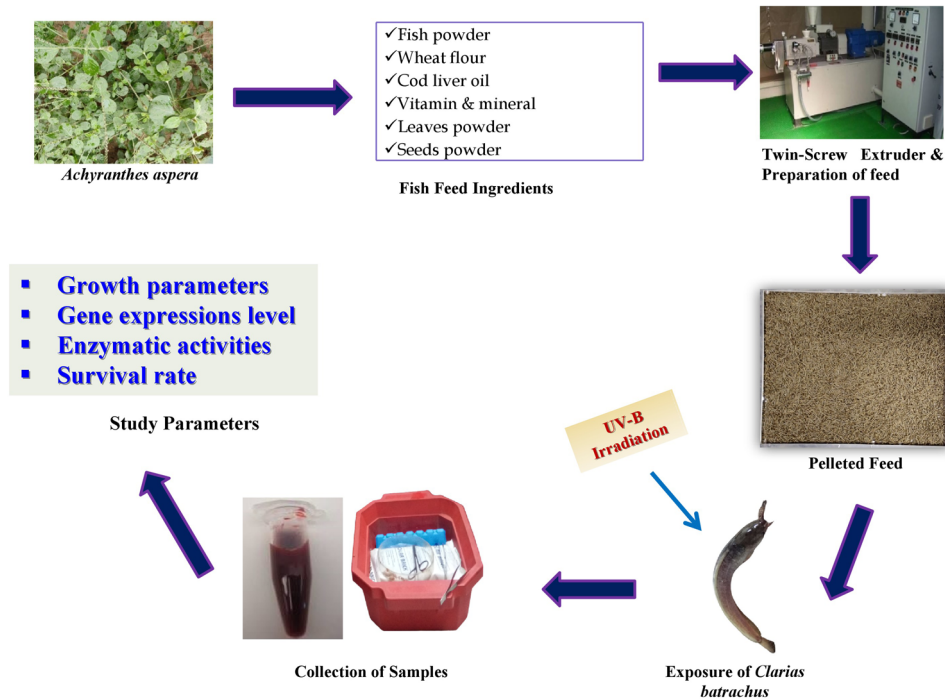 Achyranthes aspera
✓Fish powder
✓Wheat flour
✓Cod liver oil
✓Vitamin & mineral
✓Leaves powder
✓Seeds powder
Fish Feed Ingredients
Twin-Screw Extruder &
Preparation of feed
Pelleted Feed
UV-B
Irradiation
Exposure of Clarias
batrachus
Collection of Samples
▪ Growth parameters
▪ Gene expressions level
▪ Enzymatic activities
▪ Survival rate
Study Parameters